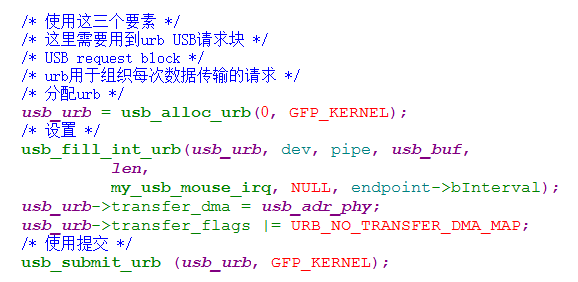 /* 使用这三个要素 */
/* 这里需要用到urb USB请求块 */
/* USB request block */
/* urb用于组织每次数据传输的请求 */
/* 分配urb */
usb_urb = usb_alloc_urb(0, GFP_KERNEL);
/* 设置 */
usb_fill_int_urb(usb_urb, dev, pipe, usb_buf,
len,
my_usb_mouse_irq, NULL, endpoint->bInterval);
usb_urb->transfer_dma = usb_adr_phy;
usb_urb->transfer_flags |= URB_NO_TRANSFER_DMA_MAP;
/* 使用提交 */
usb_submit_urb (usb_urb, GFP_KERNEL);